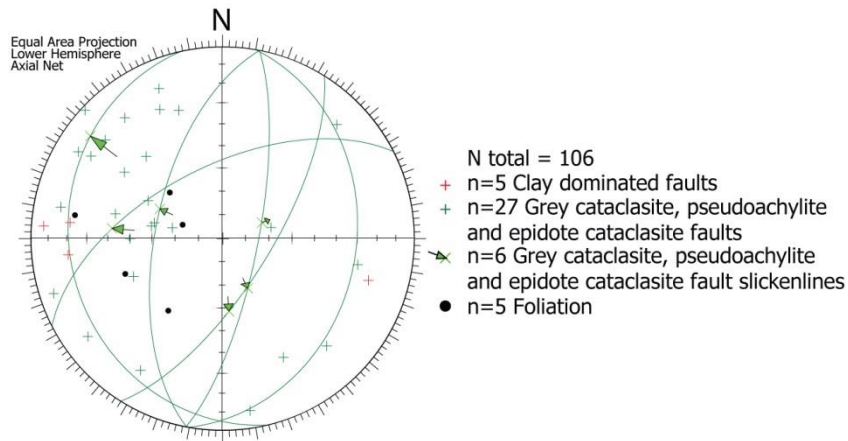 N
Equal Area Projection
Lower Hemisphere
Axial Net
N total = 106
n=5 Clay dominated faults
n=27 Grey cataclasite, pseudoachylite
and epidote cataclasite faults
n=6 Grey cataclasite, pseudoachylite
and epidote cataclasite fault slickenlines
n=5 Foliation